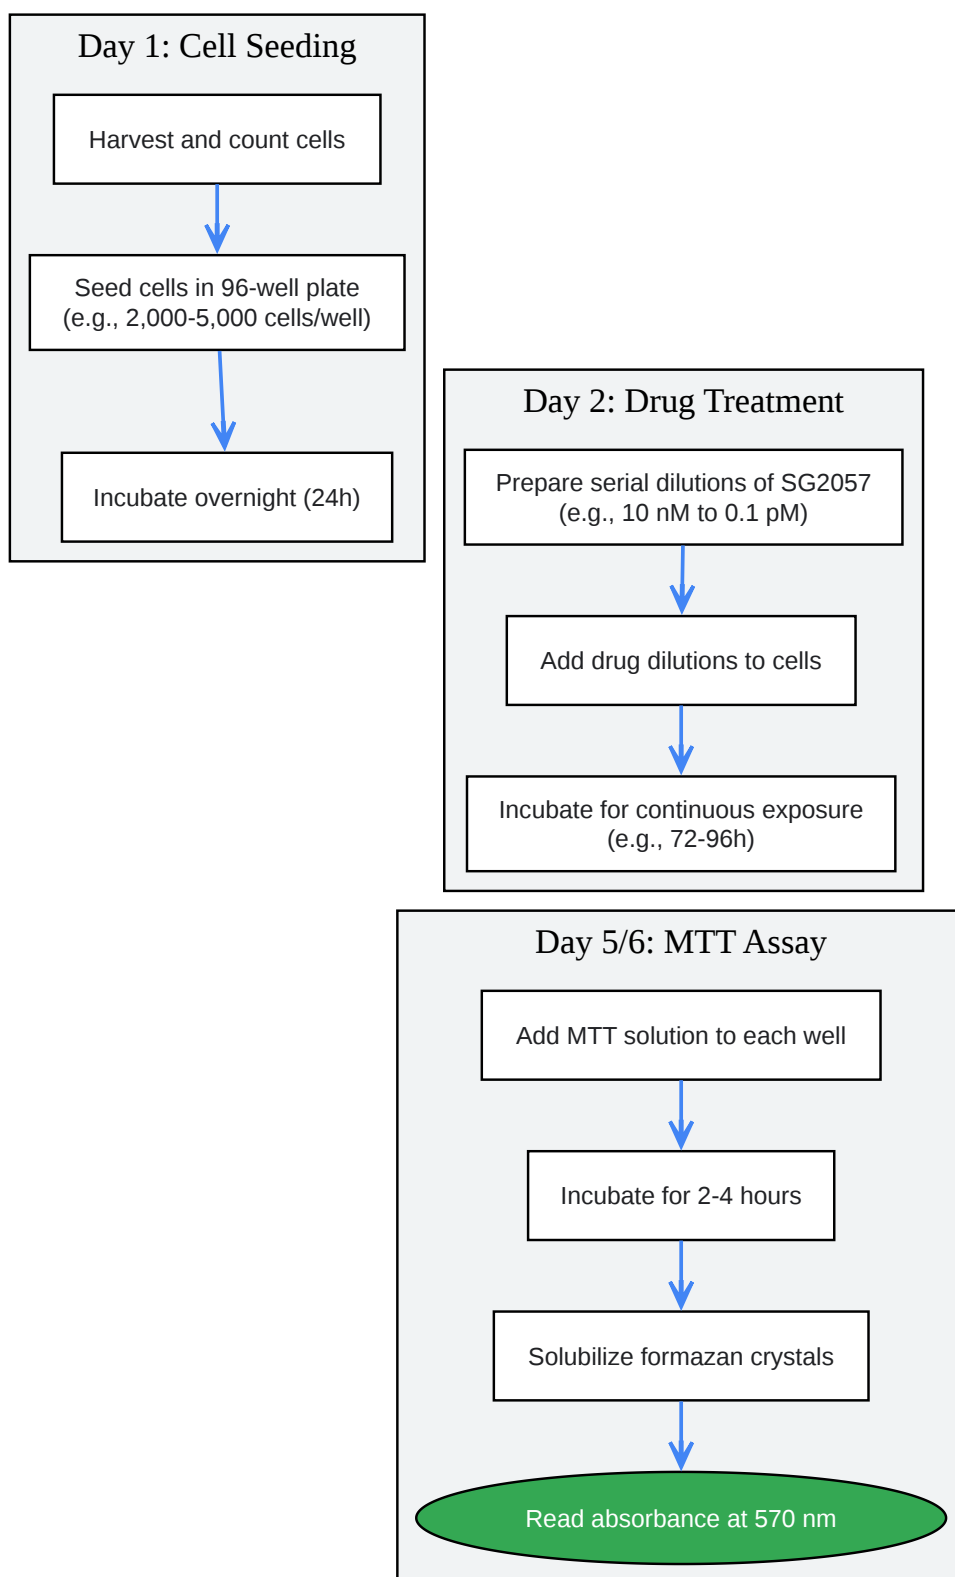 Day 1: Cell Seeding
Harvest and count cells
Seed cells in 96-well plate
(e.g., 2,000-5,000 cells/well)
Incubate overnight (24h)
Day 2: Drug Treatment
Prepare serial dilutions of SG2057
(e.g., 10 nM to 0.1 pM)
Add drug dilutions to cells
Incubate for continuous exposure
(e.g., 72-96h)
Day 5/6: MTT Assay
Add MTT solution to each well
Incubate for 2-4 hours
Solubilize formazan crystals
Read absorbance at 570 nm